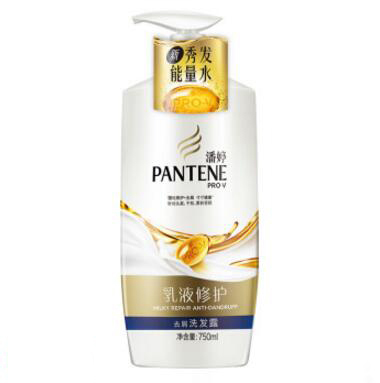 新 秀发
能量水
PRO-V
潘婷
PANTENE
PRO·V
乳液修护
MILKY REPAIR ANTI-DANDRUFF
去屑洗发露
净含量:750ml